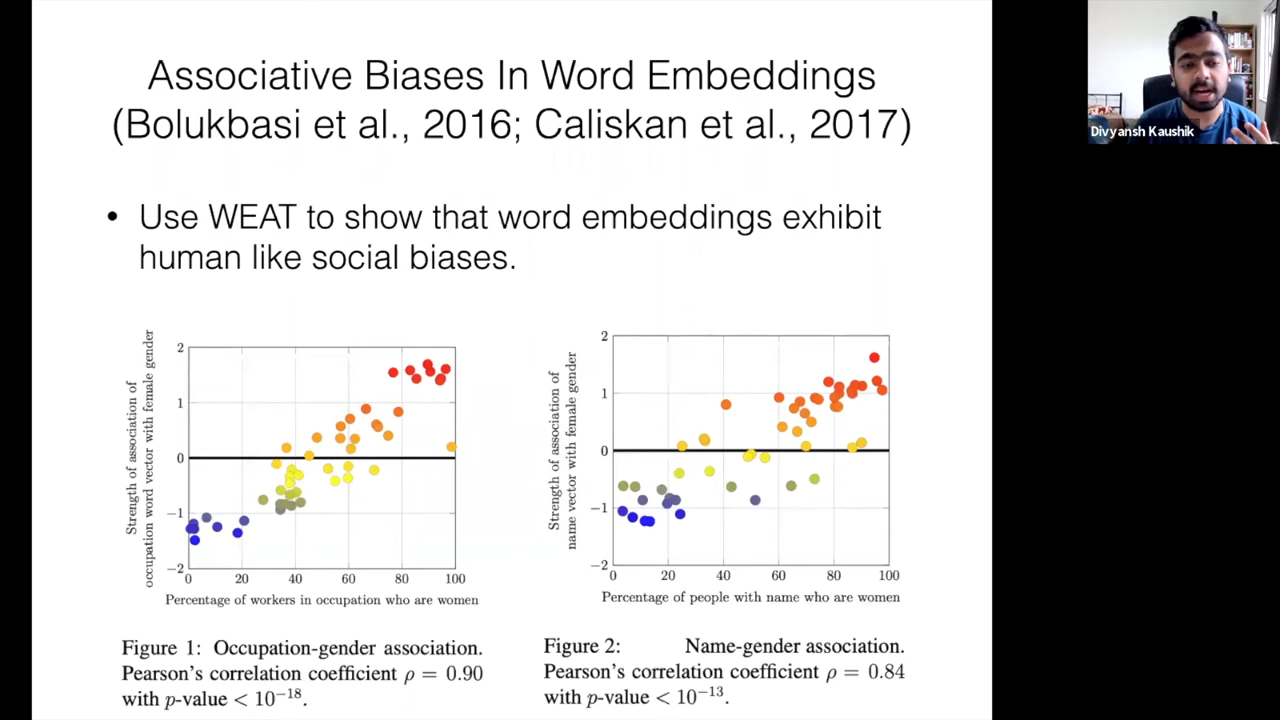 Associative Biases In Word Embeddings
(Bolukbasi et al., 2016; Caliskan et al., 2017)
Divyansh Kaushik
• Use WEAT to show that word embeddings exhibit
human like social biases.
Strength of association of
occupation word vector with female gender
2
1
0
−1
−2
0 20 40 60 80 100
Percentage of workers in occupation who are women
Figure 1: Occupation-gender association.
Pearson's correlation coefficient ρ = 0.90
with p-value < 10⁻¹⁸.
Strength of association of
name vector with female gender
2
1
0
−1
−2
0 20 40 60 80 100
Percentage of people with name who are women
Figure 2: Name-gender association.
Pearson's correlation coefficient ρ = 0.84
with p-value < 10⁻¹³.